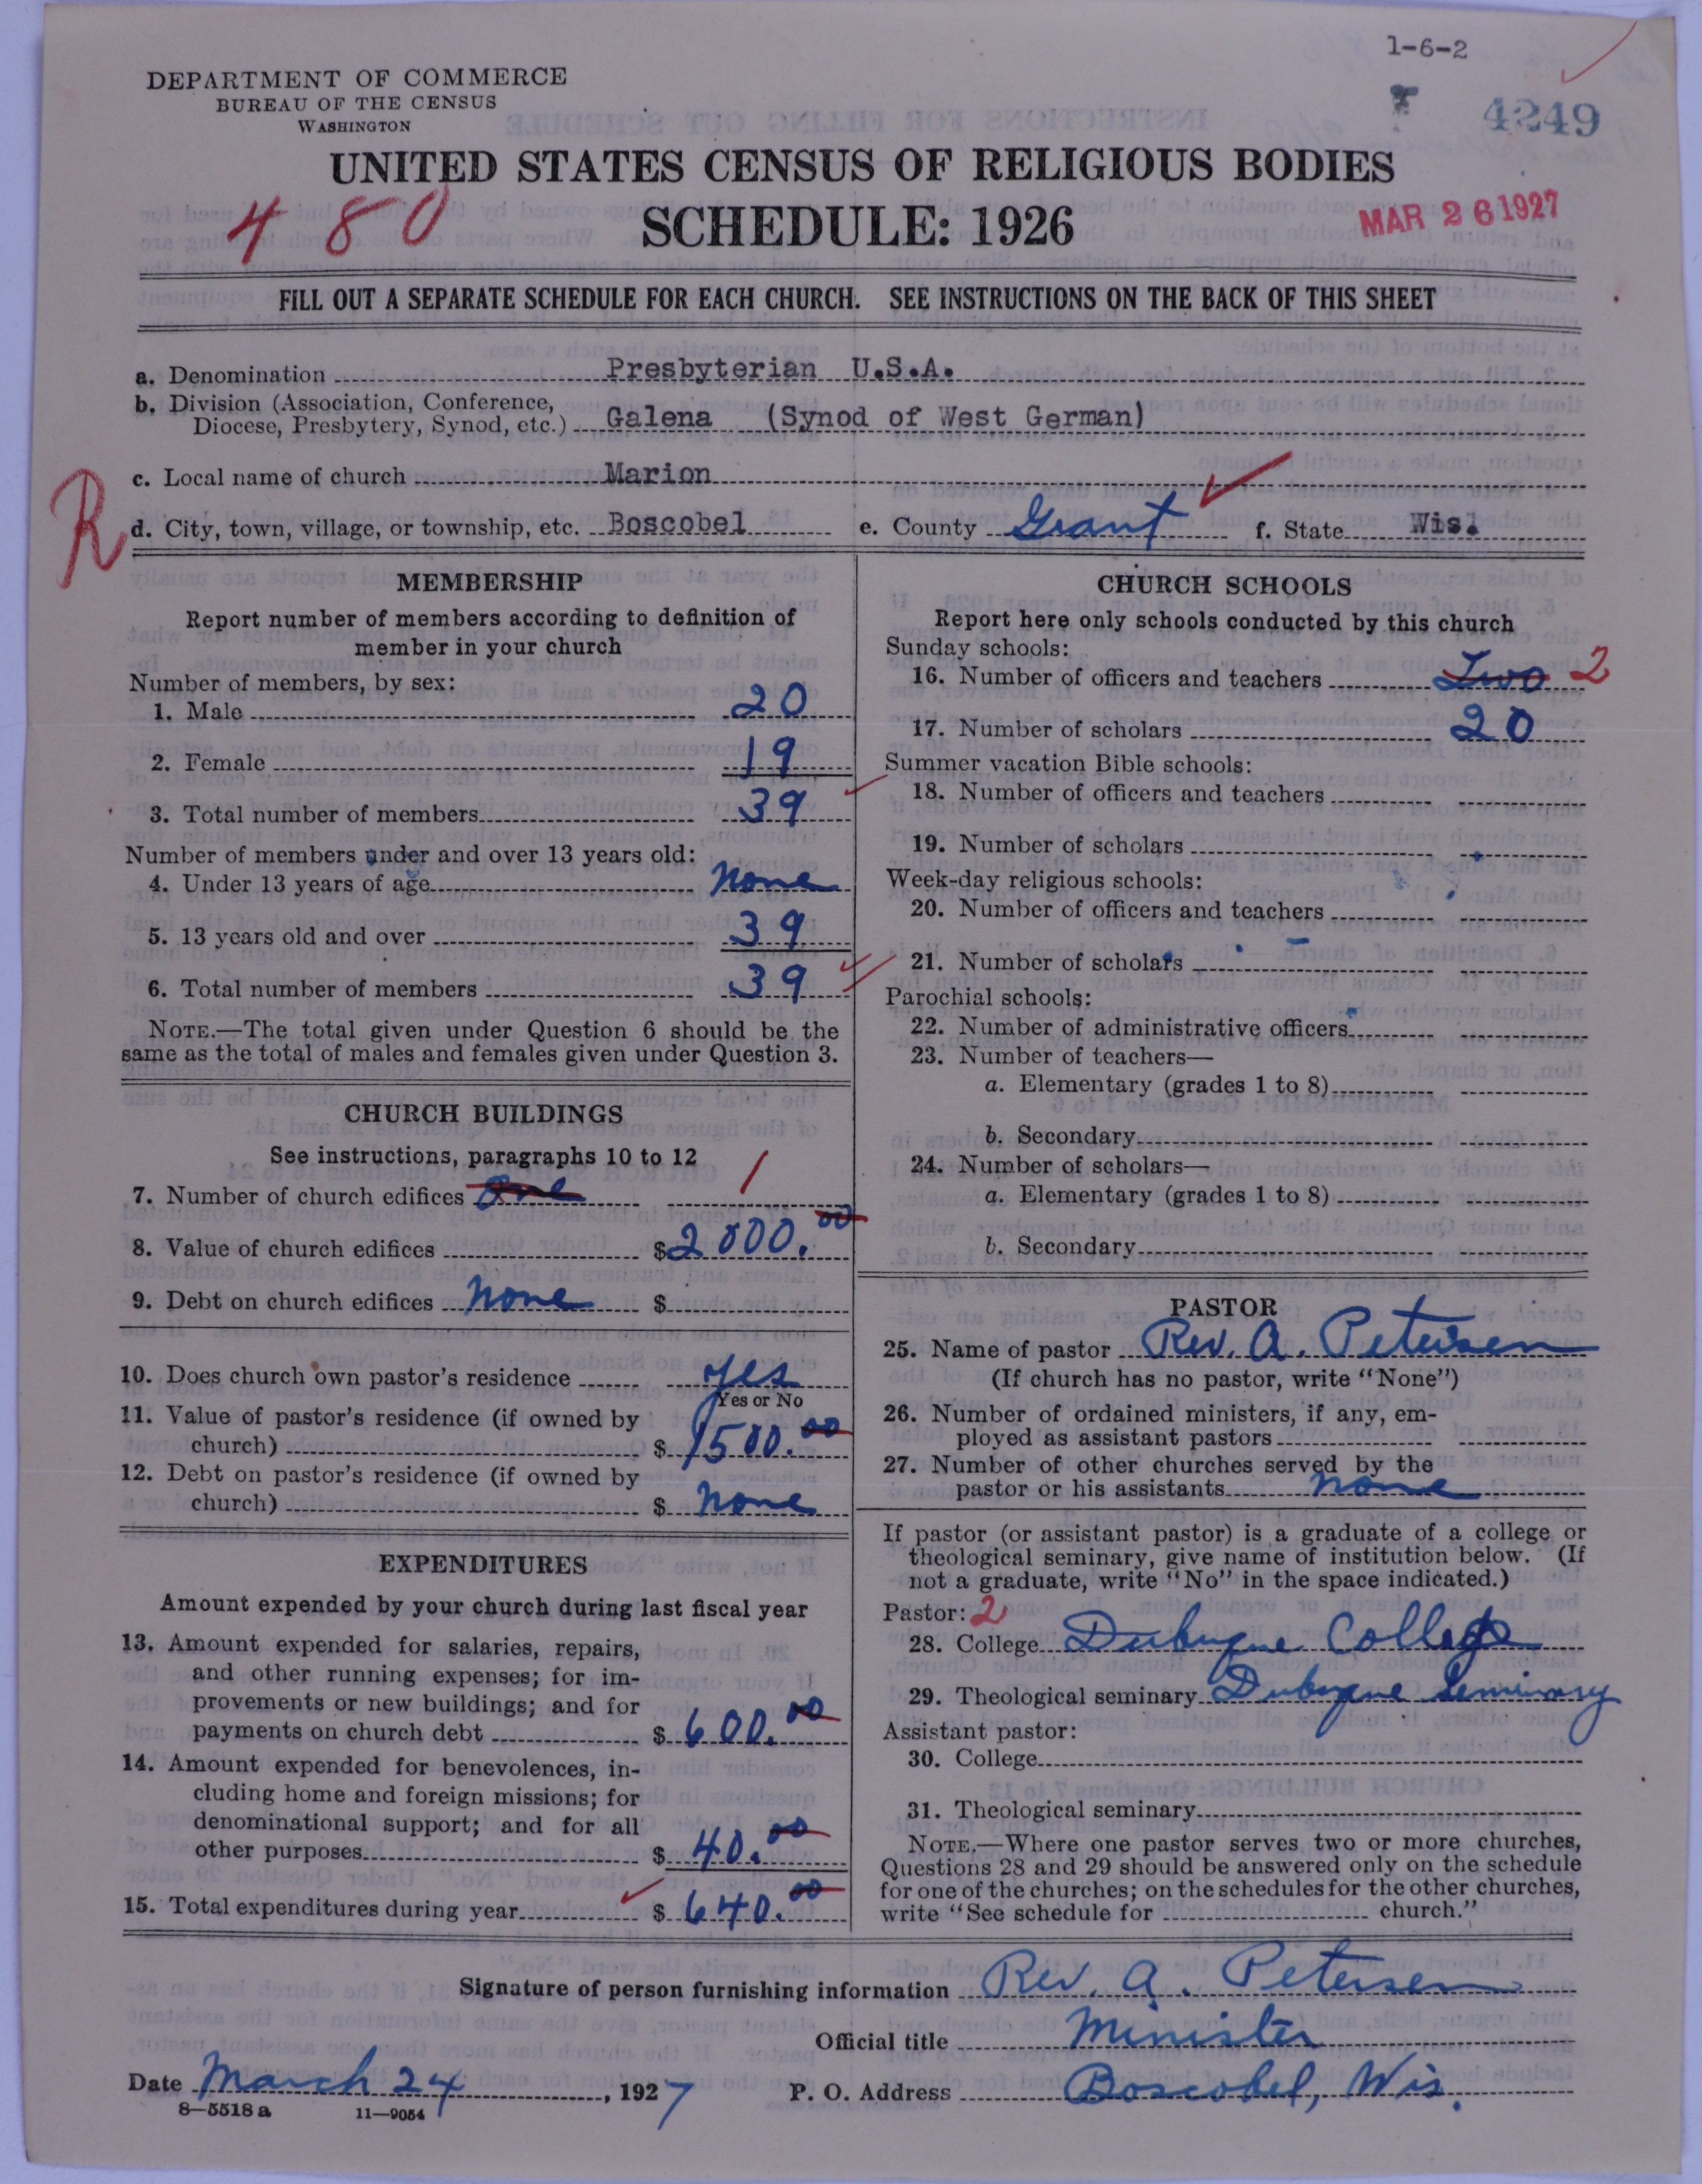 1-6-2
DEPARTMENT OF COMMERCE
BUREAU OF THE CENSUS
WASHINGTON
4249
UNITED STATES CENSUS OF RELIGIOUS BODIES
480
SCHEDULE: 1926
MAR 26 1927
FILL OUT A SEPARATE SCHEDULE FOR EACH CHURCH. SEE INSTRUCTIONS ON THE BACK OF THIS SHEET
a. Denomination Presbyterian U.S.A.
b. Division (Association, Conference,
Diocese, Presbytery, Synod, etc.) Galena (Synod of West German)
c. Local name of church Marion
R
d. City, town, village, or township, etc. Boscobel e. County Grant f. State Wis.
MEMBERSHIP
Report number of members according to definition of
member in your church
Number of members, by sex:
1. Male 20
2. Female 19
3. Total number of members 39
Number of members under and over 13 years old:
4. Under 13 years of age None
5. 13 years old and over 39
6. Total number of members 39
NOTE.—The total given under Question 6 should be the
same as the total of males and females given under Question 3.
CHURCH BUILDINGS
See instructions, paragraphs 10 to 12
7. Number of church edifices One 1
8. Value of church edifices $2000.00
9. Debt on church edifices None $
10. Does church own pastor's residence Yes
Yes or No
11. Value of pastor's residence (if owned by
church) $ 1500.00
12. Debt on pastor's residence (if owned by
church) $ None
EXPENDITURES
Amount expended by your church during last fiscal year
13. Amount expended for salaries, repairs,
and other running expenses; for im-
provements or new buildings; and for
payments on church debt $ 600.00
14. Amount expended for benevolences, in-
cluding home and foreign missions; for
denominational support; and for all
other purposes $ 40.00
15. Total expenditures during year $ 640.00
CHURCH SCHOOLS
Report here only schools conducted by this church
Sunday schools:
16. Number of officers and teachers Two 2
17. Number of scholars 20
Summer vacation Bible schools:
18. Number of officers and teachers
19. Number of scholars
Week-day religious schools:
20. Number of officers and teachers
21. Number of scholars
Parochial schools:
22. Number of administrative officers
23. Number of teachers—
a. Elementary (grades 1 to 8)
b. Secondary
24. Number of scholars—
a. Elementary (grades 1 to 8)
b. Secondary
PASTOR
25. Name of pastor Rev. A. Petersen
(If church has no pastor, write "None")
26. Number of ordained ministers, if any, em-
ployed as assistant pastors
27. Number of other churches served by the
pastor or his assistants None
If pastor (or assistant pastor) is a graduate of a college or
theological seminary, give name of institution below. (If
not a graduate, write "No" in the space indicated.)
Pastor: 2
28. College Dubuque College
29. Theological seminary Dubuque Seminary
Assistant pastor:
30. College
31. Theological seminary
NOTE.—Where one pastor serves two or more churches,
Questions 28 and 29 should be answered only on the schedule
for one of the churches; on the schedules for the other churches,
write "See schedule for church."
Signature of person furnishing information Rev. A. Petersen
Official title Minister
Date March 24, 1927 P. O. Address Boscobel, Wis.
8—5518 a 11—9054